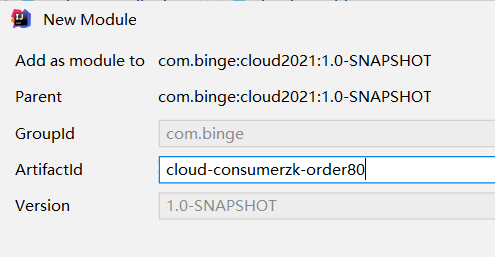 New Module
Add as module to com.binge:cloud2021:1.0-SNAPSHOT
Parent com.binge:cloud2021:1.0-SNAPSHOT
GroupId com.binge
ArtifactId cloud-consumerzk-order80
Version 1.0-SNAPSHOT